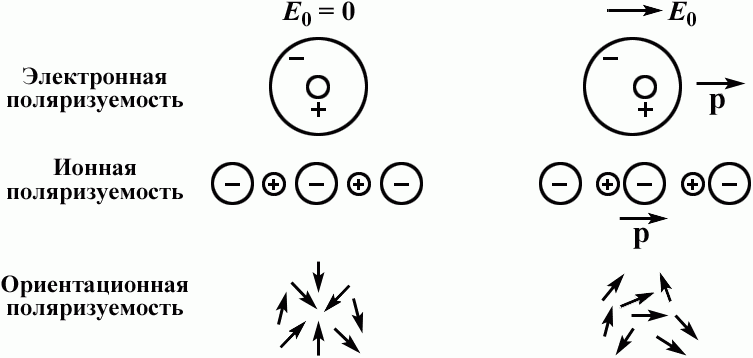 E₀ = 0
E₀
Электронная
поляризуемость
−
+
−
+
p
Ионная
поляризуемость
− + − + −
− + − + −
p
Ориентационная
поляризуемость